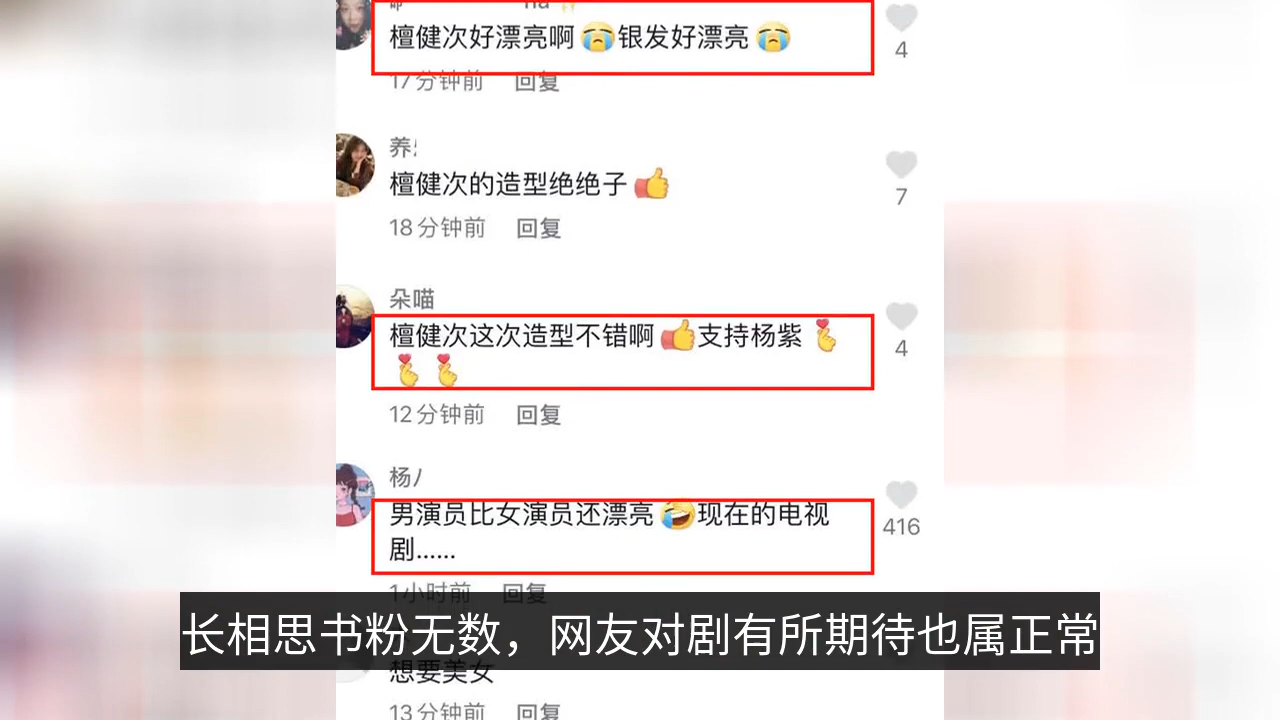 檀健次好漂亮啊😭银发好漂亮😭
4
17分钟前 回复
养
檀健次的造型绝绝子👍
7
18分钟前 回复
朵喵
檀健次这次造型不错啊👍支持杨紫🫰
🫰🫰
4
12分钟前 回复
杨
男演员比女演员还漂亮🤣现在的电视
剧……
416
1小时前 回复
长相思书粉无数，网友对剧有所期待也属正常
想要美女
13分钟前 回复